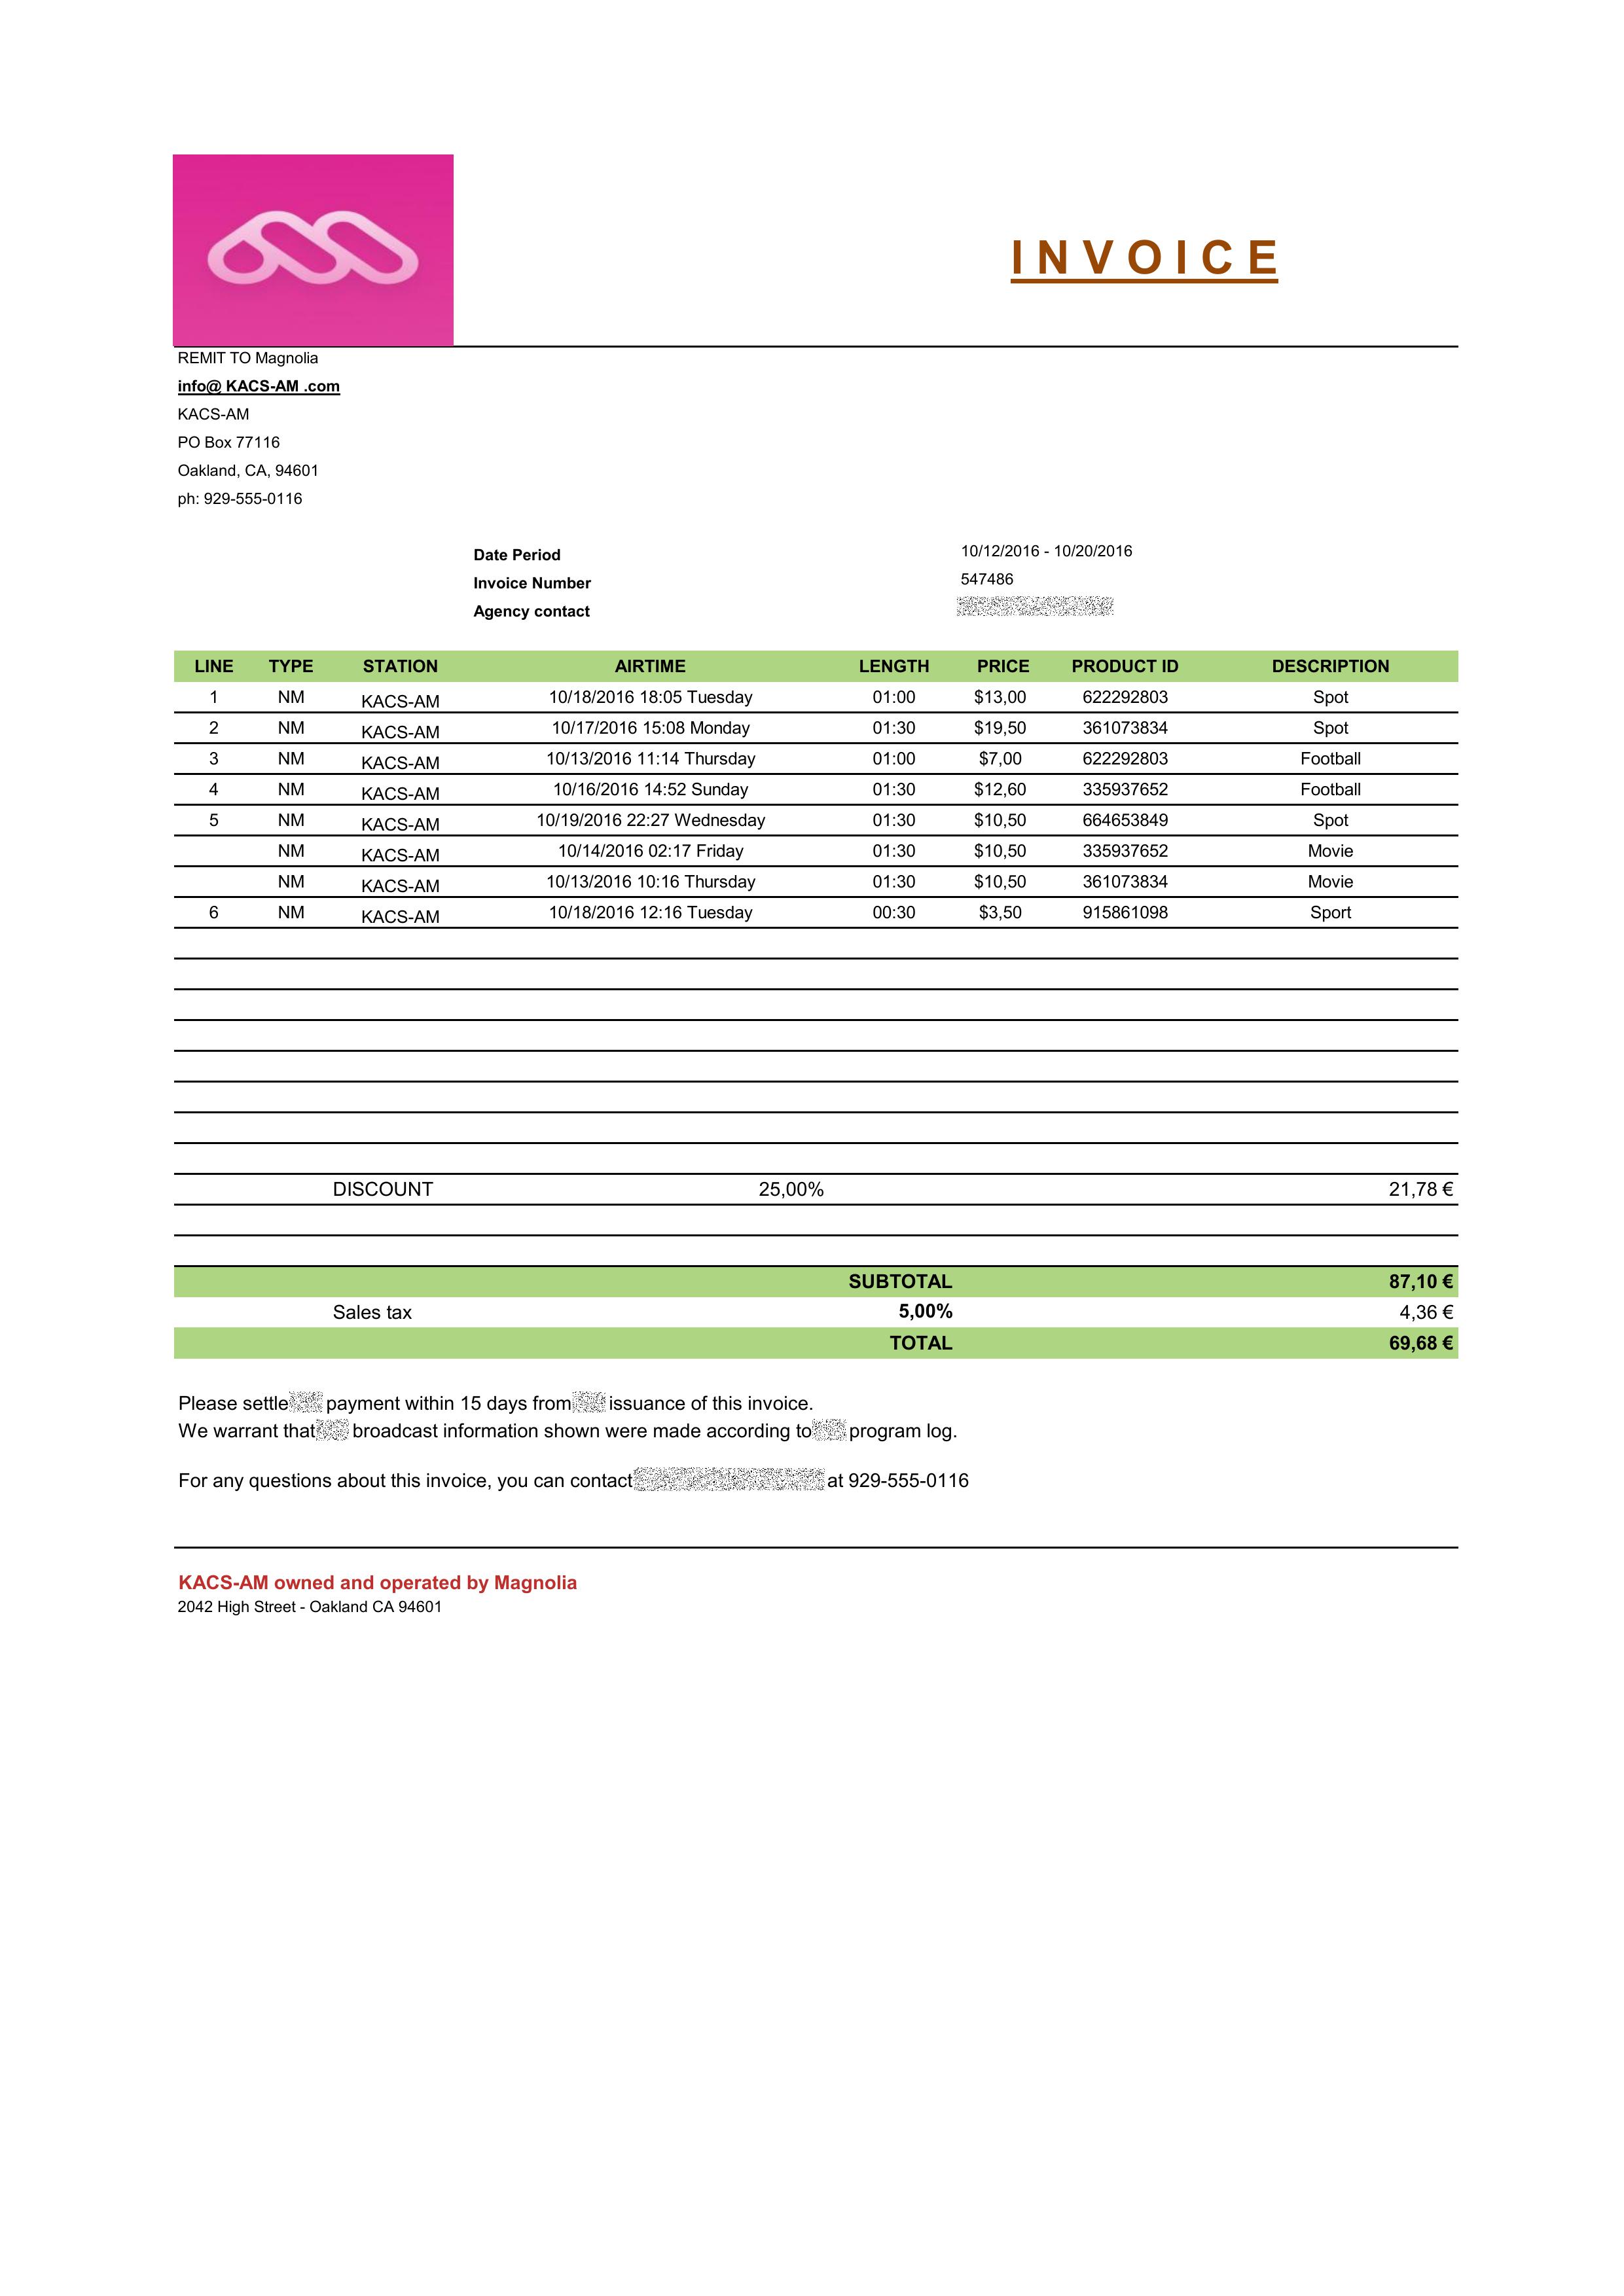 INVOICE
REMIT TO Magnolia
info@ KACS-AM .com
KACS-AM
PO Box 77116
Oakland, CA, 94601
ph: 929-555-0116
Date Period 10/12/2016 - 10/20/2016
Invoice Number 547486
Agency contact
LINE TYPE STATION AIRTIME LENGTH PRICE PRODUCT ID DESCRIPTION
1 NM KACS-AM 10/18/2016 18:05 Tuesday 01:00 $13,00 622292803 Spot
2 NM KACS-AM 10/17/2016 15:08 Monday 01:30 $19,50 361073834 Spot
3 NM KACS-AM 10/13/2016 11:14 Thursday 01:00 $7,00 622292803 Football
4 NM KACS-AM 10/16/2016 14:52 Sunday 01:30 $12,60 335937652 Football
5 NM KACS-AM 10/19/2016 22:27 Wednesday 01:30 $10,50 664653849 Spot
NM KACS-AM 10/14/2016 02:17 Friday 01:30 $10,50 335937652 Movie
NM KACS-AM 10/13/2016 10:16 Thursday 01:30 $10,50 361073834 Movie
6 NM KACS-AM 10/18/2016 12:16 Tuesday 00:30 $3,50 915861098 Sport
DISCOUNT 25,00% 21,78 €
SUBTOTAL 87,10 €
Sales tax 5,00% 4,36 €
TOTAL 69,68 €
Please settle payment within 15 days from issuance of this invoice.
We warrant that broadcast information shown were made according to program log.
For any questions about this invoice, you can contact at 929-555-0116
KACS-AM owned and operated by Magnolia
2042 High Street - Oakland CA 94601